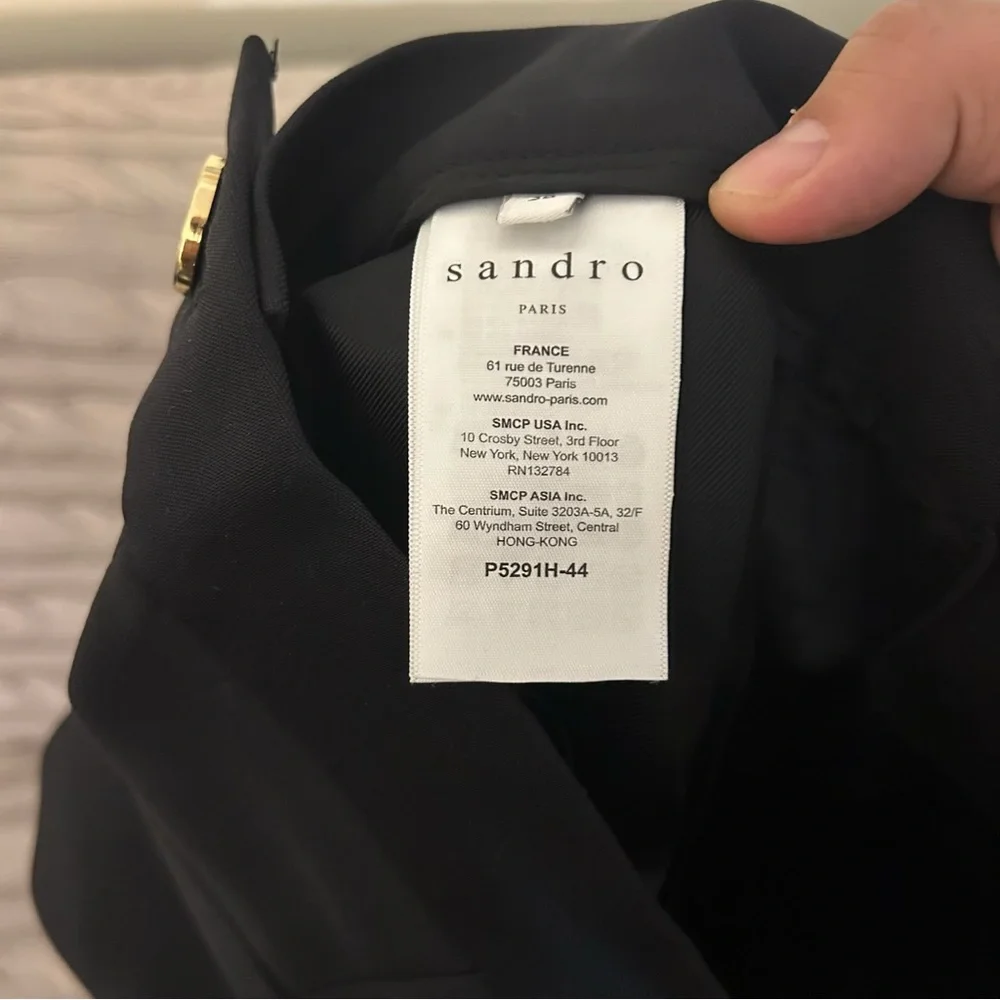 sandro
PARIS
FRANCE
61 rue de Turenne
75003 Paris
www.sandro-paris.com
SMCP USA Inc.
10 Crosby Street, 3rd Floor
New York, New York 10013
RN132784
SMCP ASIA Inc.
The Centrium, Suite 3203A-5A, 32/F
60 Wyndham Street, Central
HONG-KONG
P5291H-44